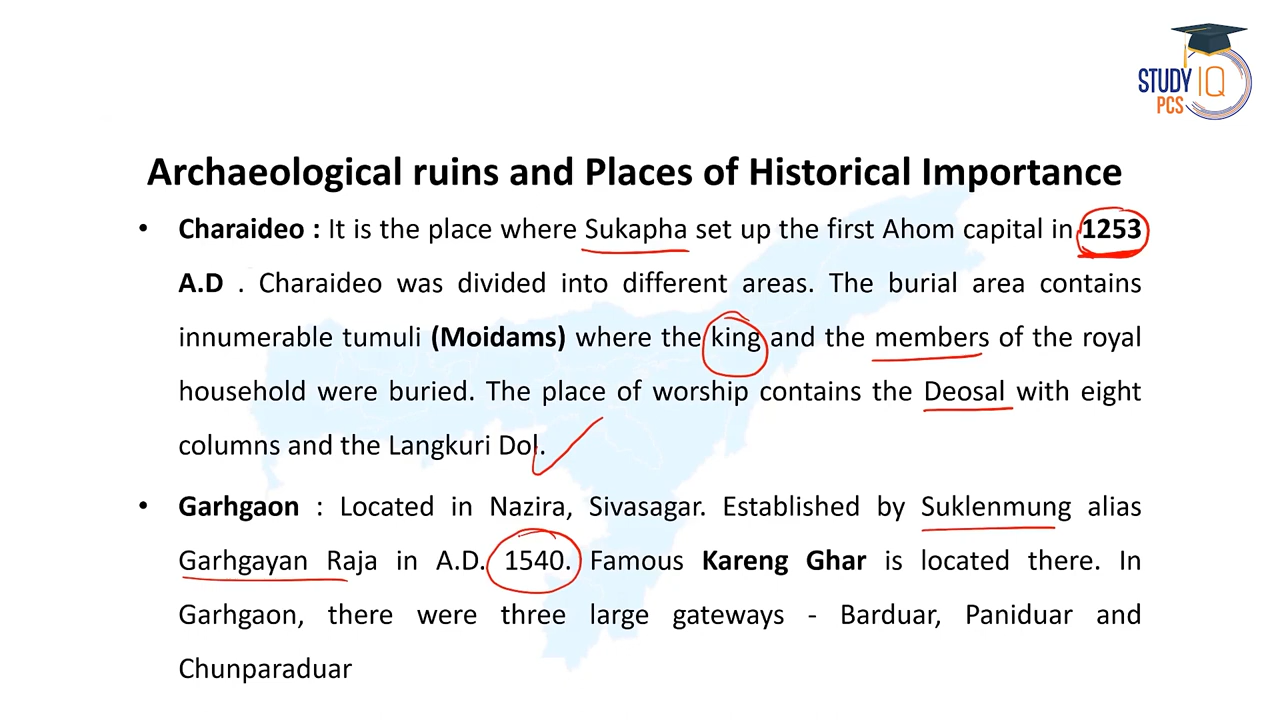 STUDY IQ
PCS
Archaeological ruins and Places of Historical Importance
• Charaideo : It is the place where Sukapha set up the first Ahom capital in 1253
A.D . Charaideo was divided into different areas. The burial area contains
innumerable tumuli (Moidams) where the king and the members of the royal
household were buried. The place of worship contains the Deosal with eight
columns and the Langkuri Dol.
• Garhgaon : Located in Nazira, Sivasagar. Established by Suklenmung alias
Garhgayan Raja in A.D. 1540. Famous Kareng Ghar is located there. In
Garhgaon, there were three large gateways - Barduar, Paniduar and
Chunparaduar